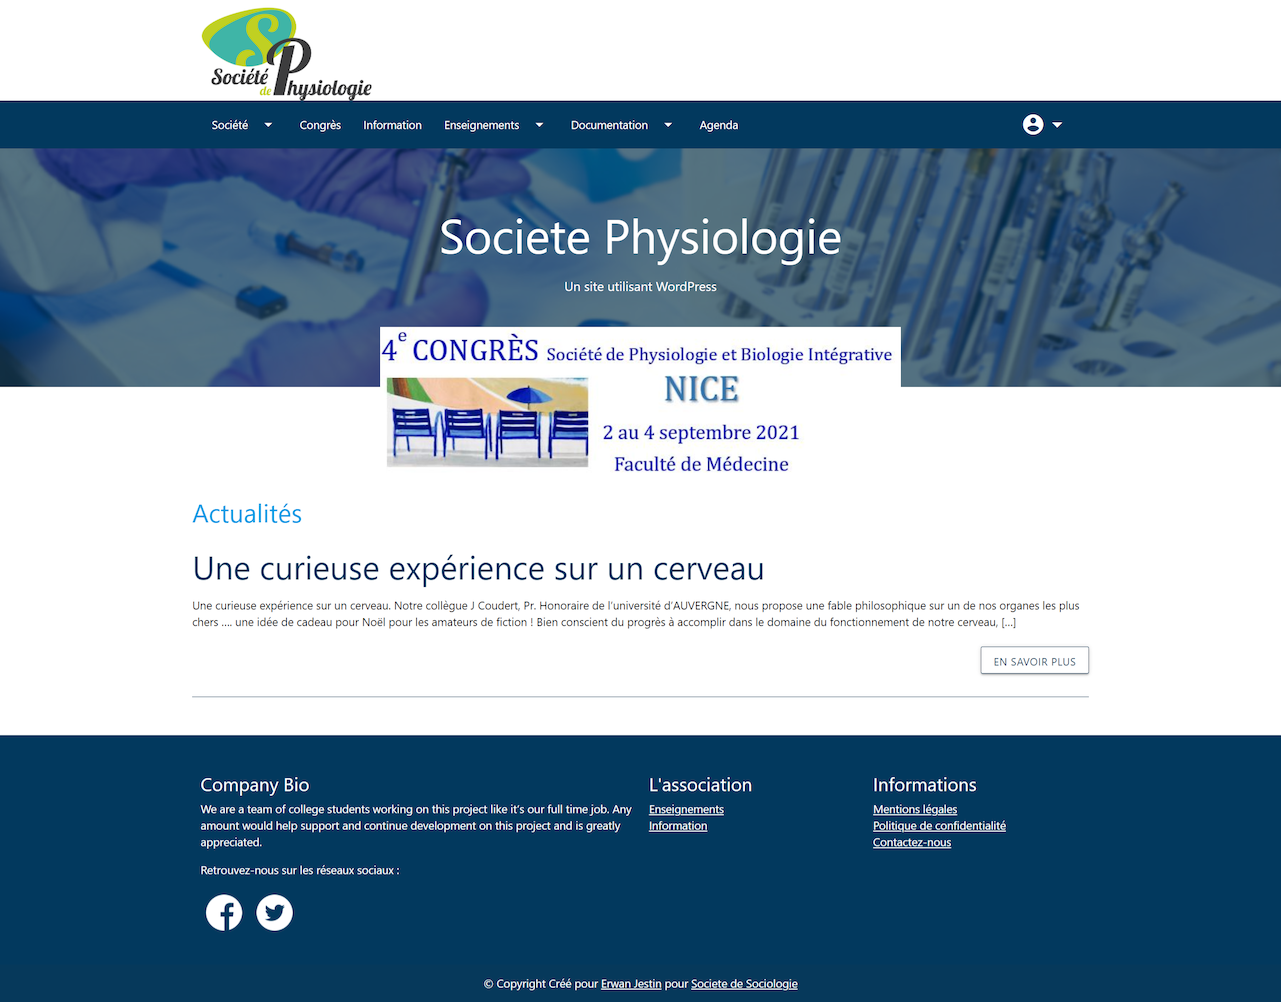 Société de Physiologie
Société Congrès Information Enseignements Documentation Agenda
Societe Physiologie
Un site utilisant WordPress
4e CONGRÈS Société de Physiologie et Biologie Intégrative
NICE
2 au 4 septembre 2021
Faculté de Médecine
Actualités
Une curieuse expérience sur un cerveau
Une curieuse expérience sur un cerveau. Notre collègue J Coudert, Pr. Honoraire de l’université d’AUVERGNE, nous propose une fable philosophique sur un de nos organes les plus
chers …. une idée de cadeau pour Noël pour les amateurs de fiction ! Bien conscient du progrès à accomplir dans le domaine du fonctionnement de notre cerveau, […]
EN SAVOIR PLUS
Company Bio
We are a team of college students working on this project like it’s our full time job. Any
amount would help support and continue development on this project and is greatly
appreciated.
Retrouvez-nous sur les réseaux sociaux :
L'association
Enseignements
Information
Informations
Mentions légales
Politique de confidentialité
Contactez-nous
© Copyright Créé pour Erwan Jestin pour Societe de Sociologie